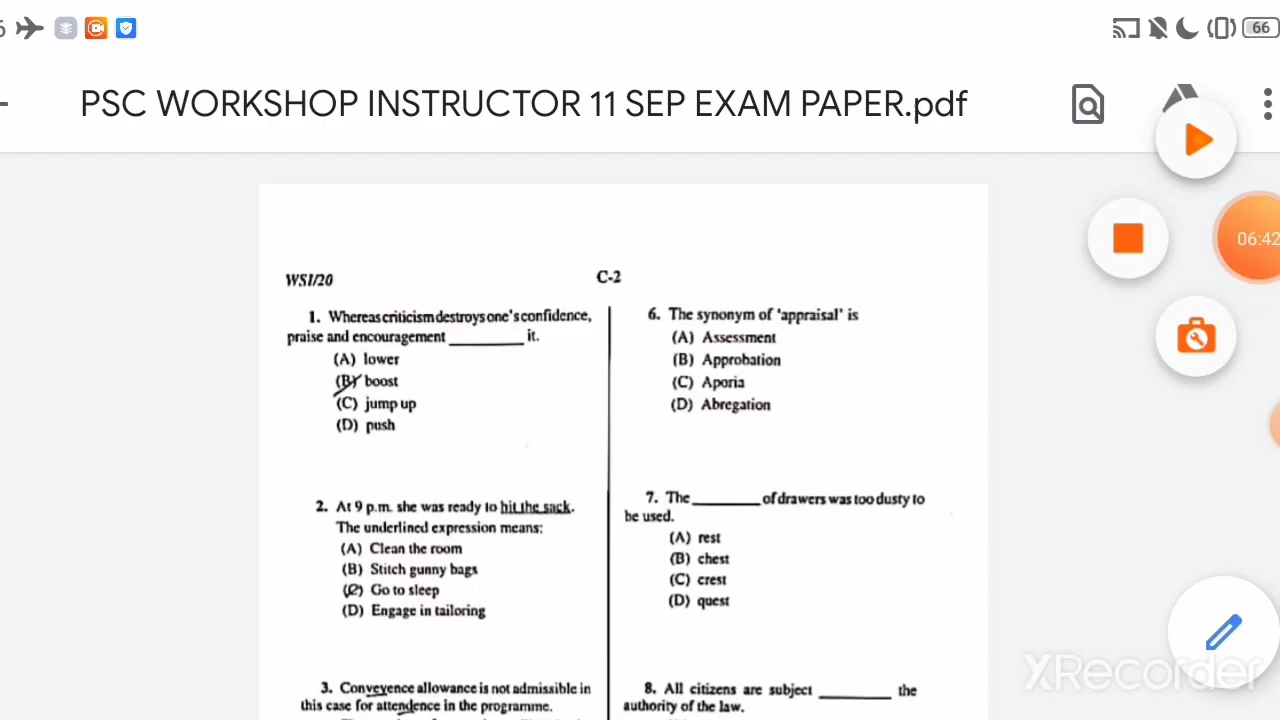 6
66
PSC WORKSHOP INSTRUCTOR 11 SEP EXAM PAPER.pdf
06:42
WSI/20
C-2
1. Whereas criticism destroys one's confidence,
praise and encouragement ________ it.
(A) lower
(B) boost
(C) jump up
(D) push
2. At 9 p.m. she was ready to hit the sack.
The underlined expression means:
(A) Clean the room
(B) Stitch gunny bags
(C) Go to sleep
(D) Engage in tailoring
3. Conveyence allowance is not admissible in
this case for attendence in the programme.
6. The synonym of 'appraisal' is
(A) Assessment
(B) Approbation
(C) Aporia
(D) Abregation
7. The ________ of drawers was too dusty to
be used.
(A) rest
(B) chest
(C) crest
(D) quest
8. All citizens are subject ________ the
authority of the law.
XRecorder